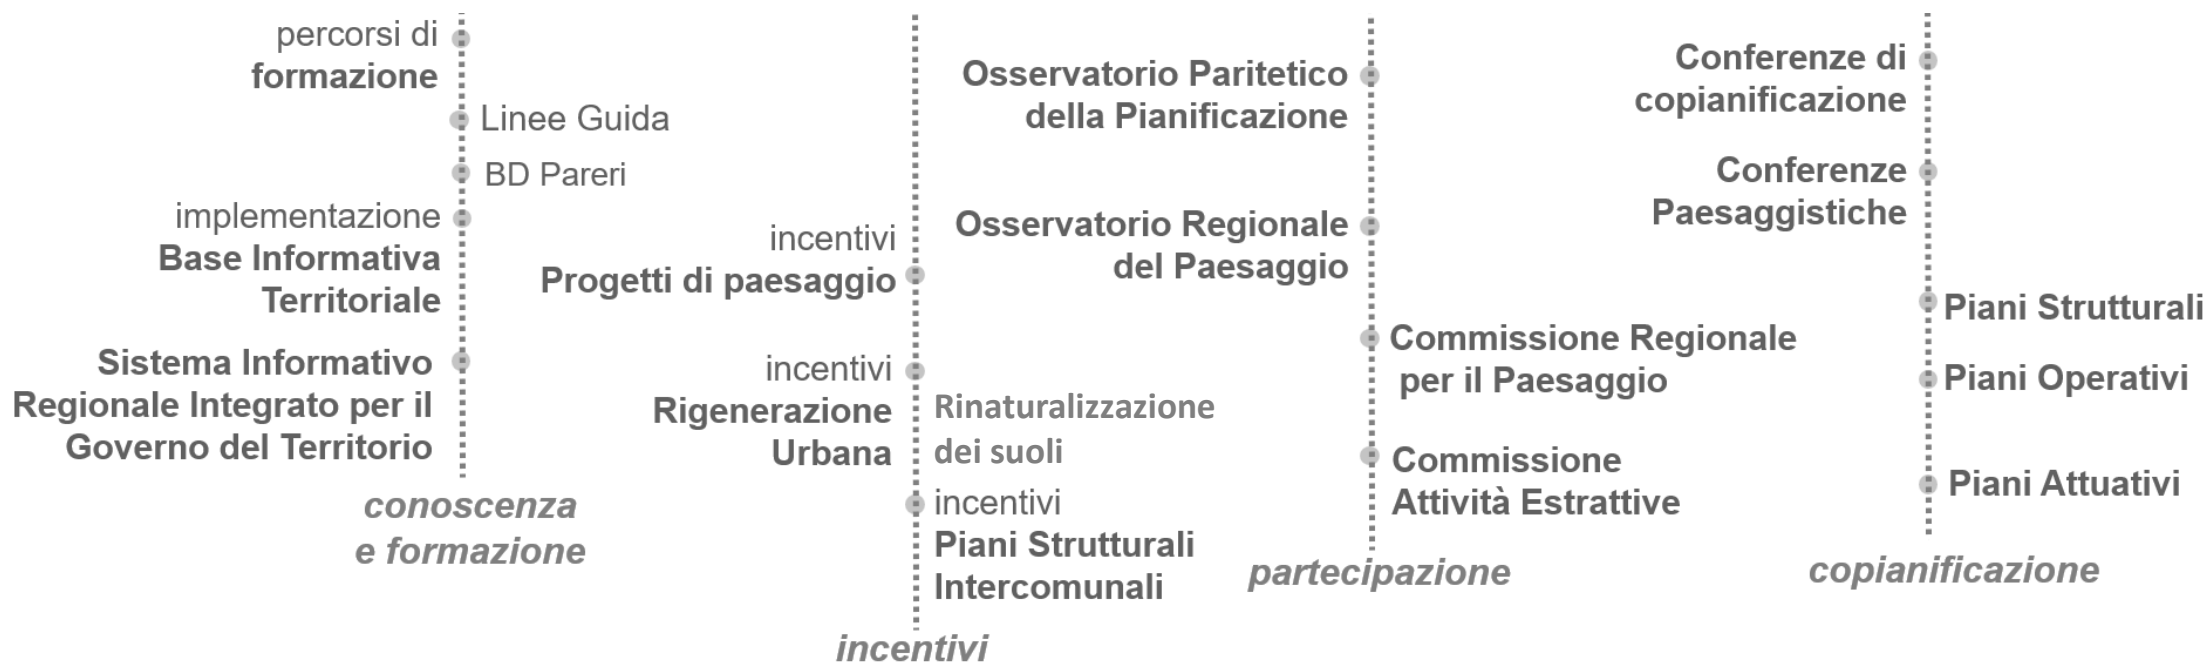 percorsi di
formazione
Linee Guida
BD Pareri
implementazione
Base Informativa
Territoriale
Sistema Informativo
Regionale Integrato per il
Governo del Territorio
conoscenza
e formazione
incentivi
Progetti di paesaggio
incentivi
Rigenerazione
Urbana
Rinaturalizzazione
dei suoli
incentivi
Piani Strutturali
Intercomunali
incentivi
Osservatorio Paritetico
della Pianificazione
Osservatorio Regionale
del Paesaggio
Commissione Regionale
per il Paesaggio
Commissione
Attività Estrattive
partecipazione
Conferenze di
copianificazione
Conferenze
Paesaggistiche
Piani Strutturali
Piani Operativi
Piani Attuativi
copianificazione